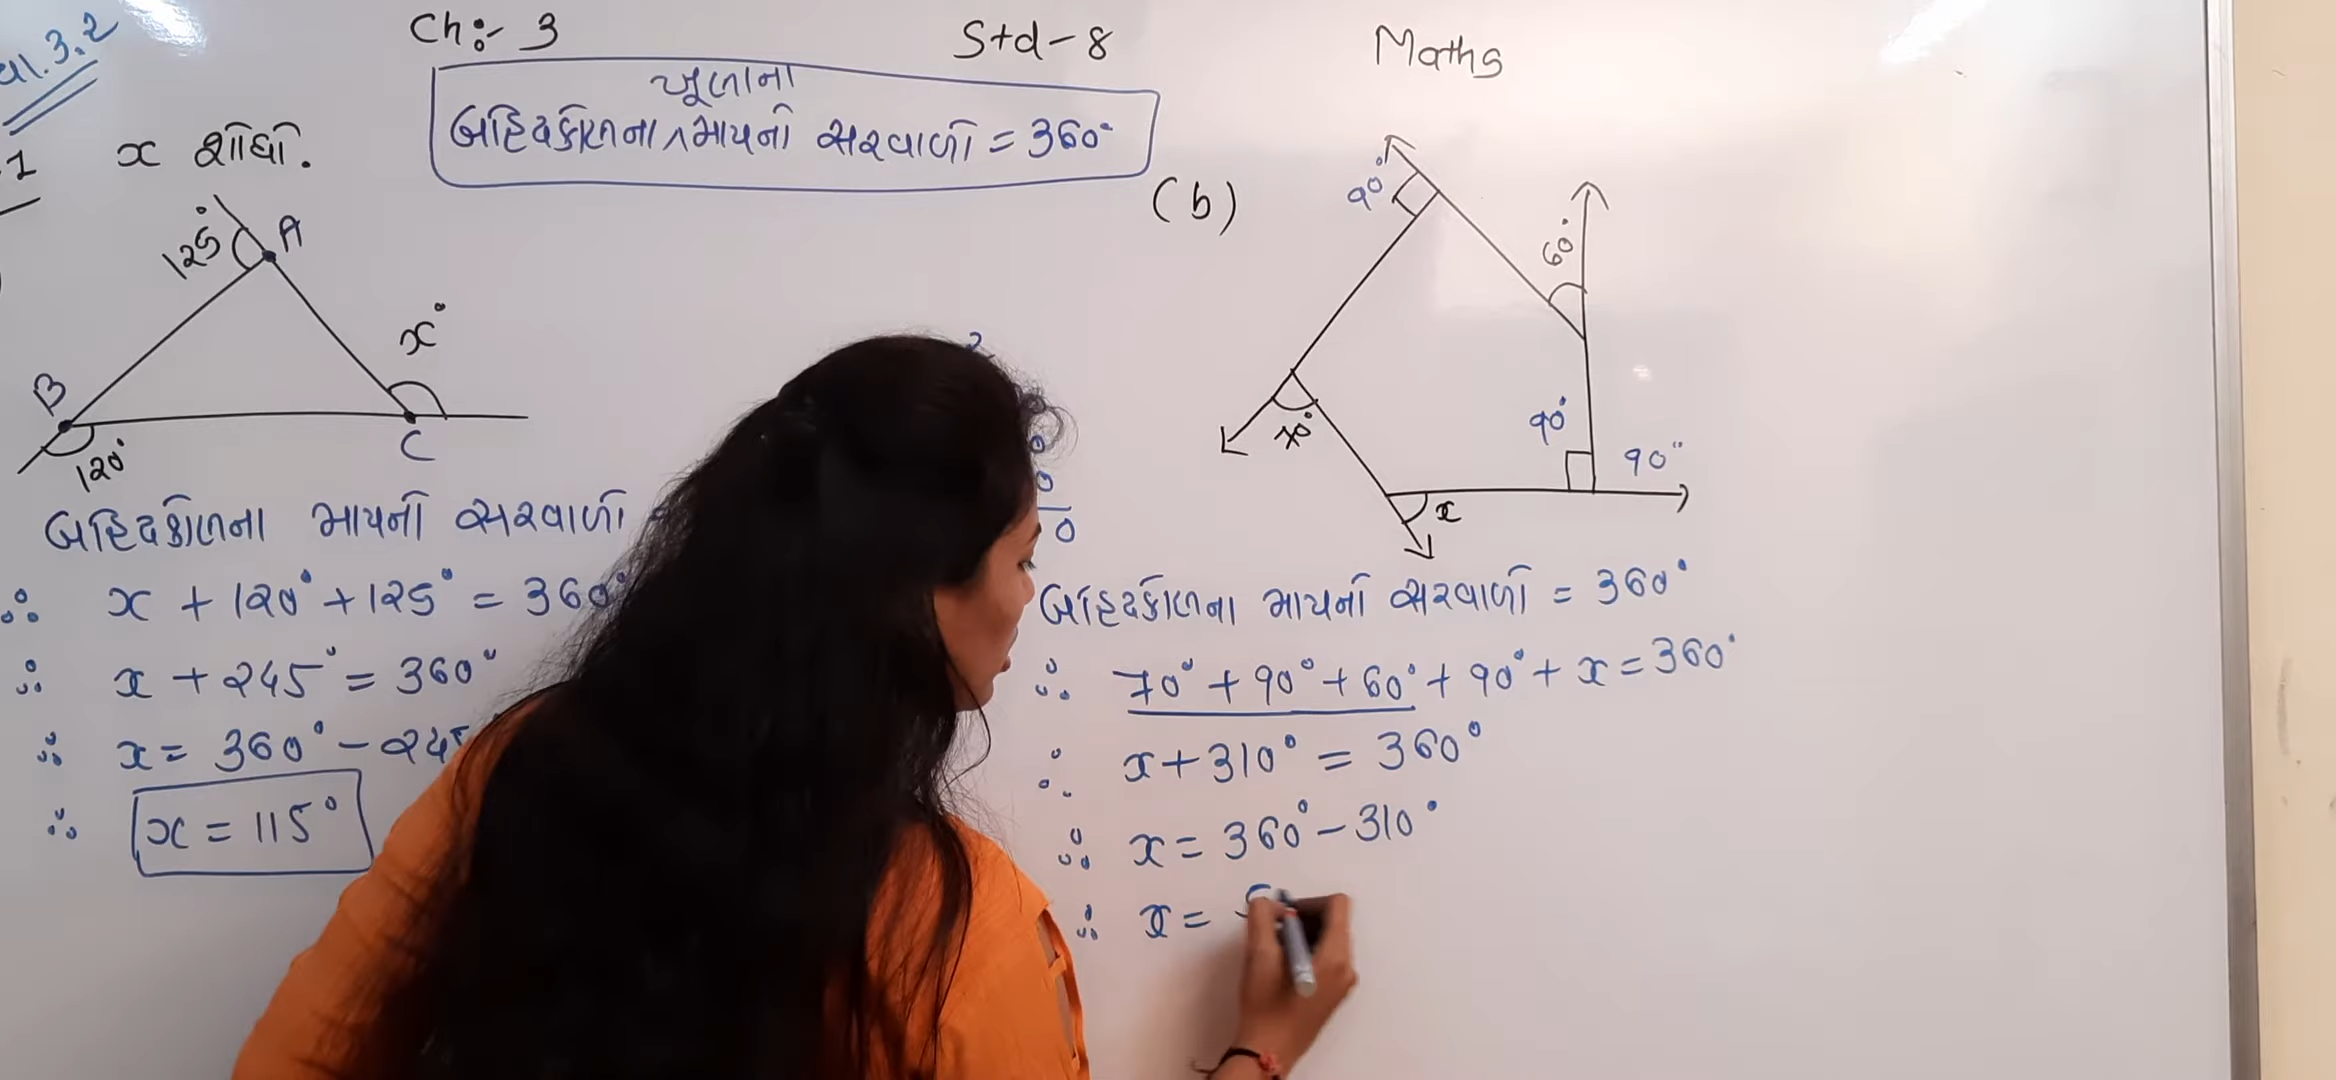 Ch:- 3 Std-8 Maths
સ્વા.3.2
ખૂણાના
બહિષ્કોણના ^ માપનો સરવાળો = 360°
1 x શોધો.
125° A
B x°
120° C
બહિષ્કોણના માપનો સરવાળો
∴ x + 120° + 125° = 360°
∴ x + 245° = 360°
∴ x = 360° - 245
∴ x = 115°
(b)
90° 60°
70° 90° 90°
x
બહિષ્કોણના માપનો સરવાળો = 360°
∴ 70° + 90° + 60° + 90° + x = 360°
∴ x + 310° = 360°
∴ x = 360° - 310°
∴ x = 5